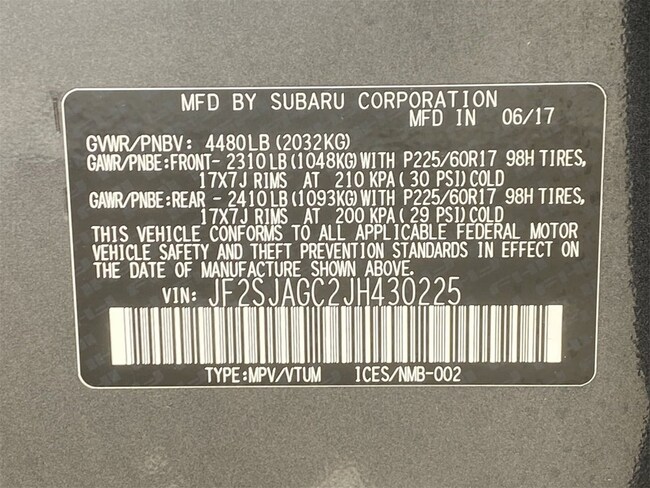 MFD BY SUBARU CORPORATION
MFD IN 06/17
GVWR/PNBV: 4480LB(2032KG)
GAWR/PNBE:FRONT- 2310LB(1048KG)WITH P225/60R17 98H TIRES,
17X7J RIMS AT 210 KPA(30 PSI)COLD
GAWR/PNBE:REAR - 2410LB(1093KG)WITH P225/60R17 98H TIRES,
17X7J RIMS AT 200 KPA(29 PSI)COLD
THIS VEHICLE CONFORMS TO ALL APPLICABLE FEDERAL MOTOR
VEHICLE SAFETY AND THEFT PREVENTION STANDARDS IN EFFECT ON
THE DATE OF MANUFACTURE SHOWN ABOVE.
VIN: JF2SJAGC2JH430225
TYPE:MPV/VTUM ICES/NMB-002